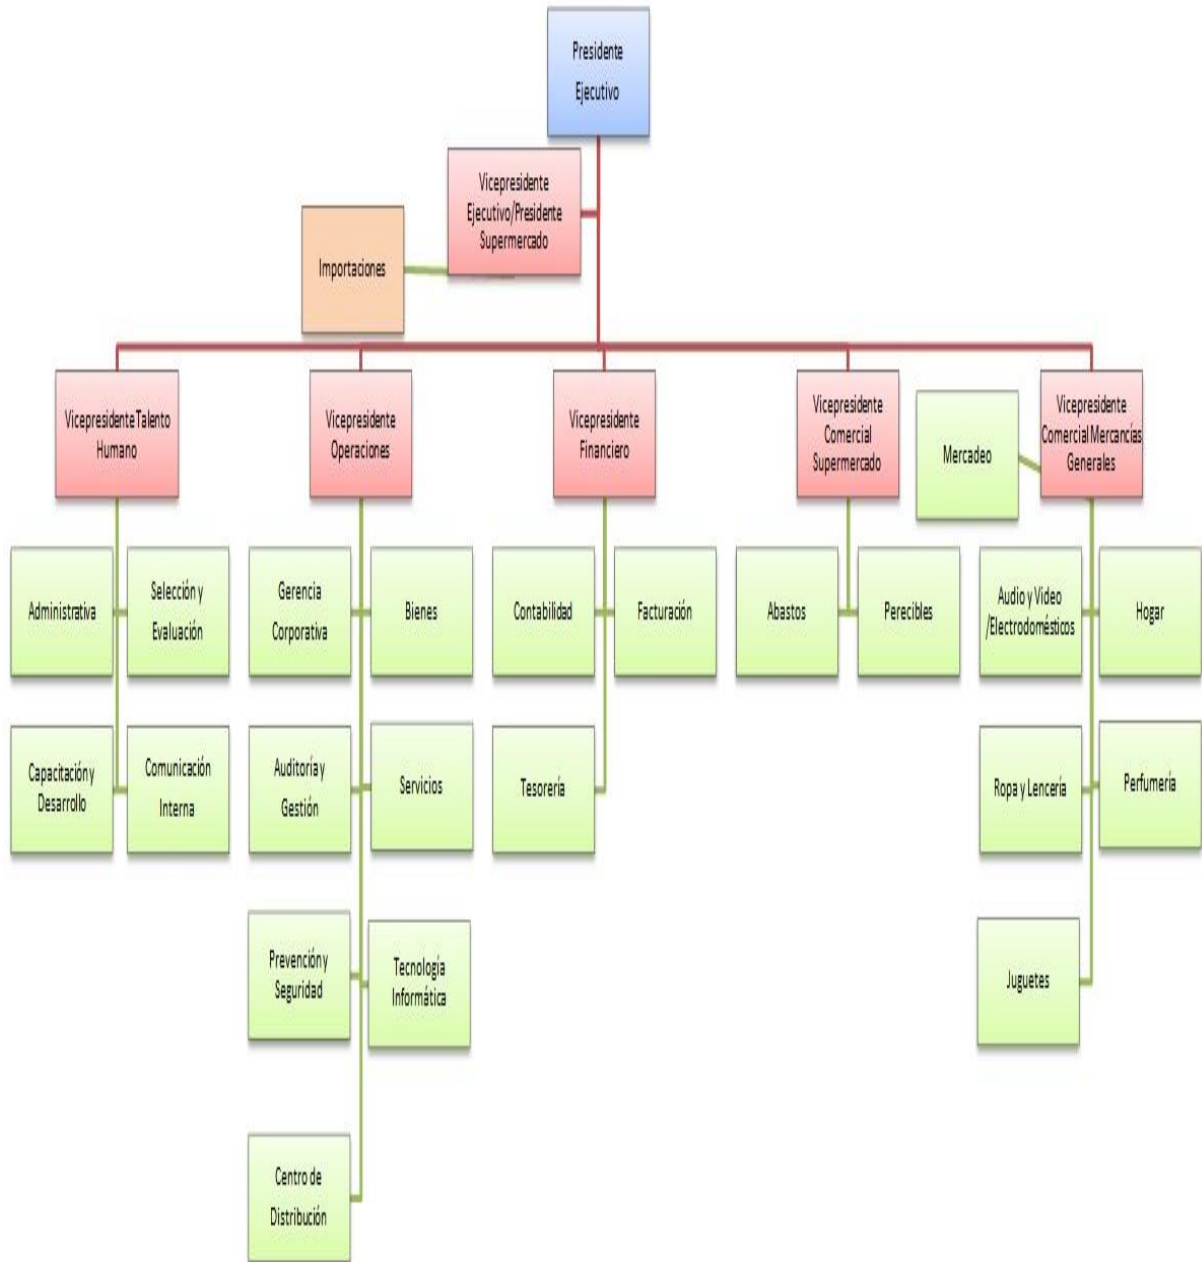 Presidente
Ejecutivo
Vicepresidente
Ejecutivo/Presidente
Supermercado
Importaciones
Vicepresidente Talento
Humano
Vicepresidente
Operaciones
Vicepresidente
Financiero
Vicepresidente
Comercial
Supermercado
Mercadeo
Vicepresidente
Comercial Mercancías
Generales
Administrativa
Selección y
Evaluación
Gerencia
Corporativa
Bienes
Contabilidad
Facturación
Abastos
Perecibles
Audio y Video
/Electrodomésticos
Hogar
Capacitación y
Desarrollo
Comunicación
Interna
Auditoría y
Gestión
Servicios
Tesorería
Ropa y Lencería
Perfumería
Prevención y
Seguridad
Tecnología
Informática
Juguetes
Centro de
Distribución